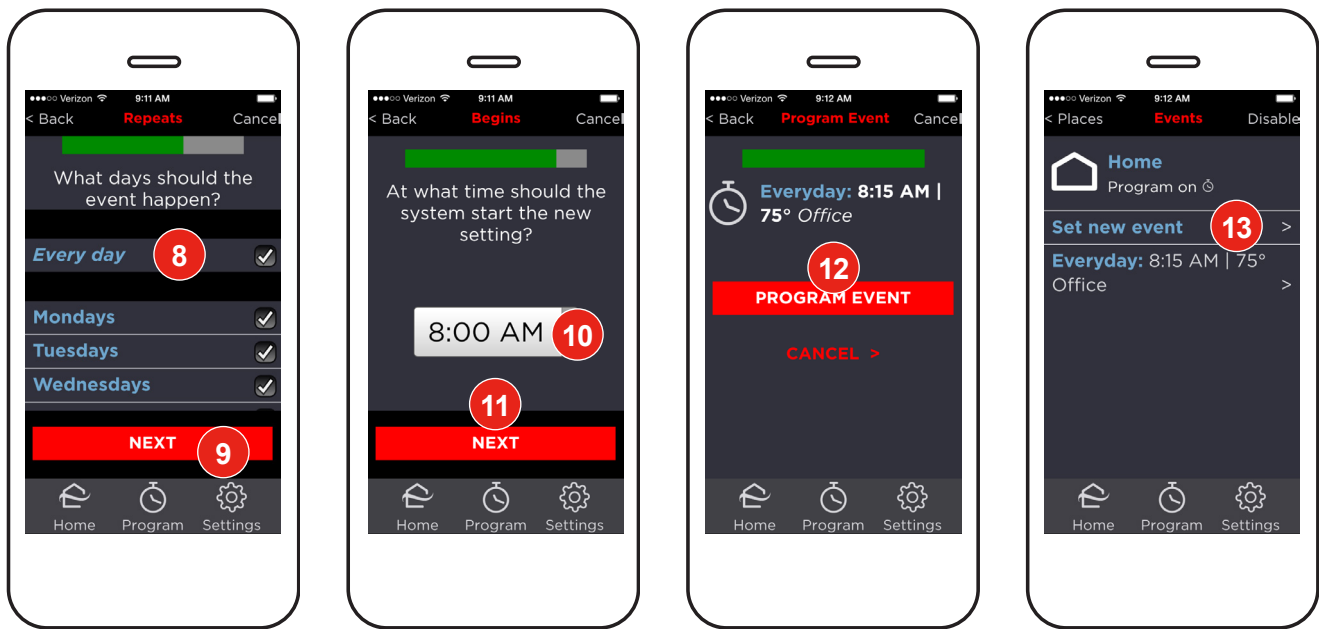 ●●●○○ Verizon 9:11 AM
< Back Repeats Cancel
What days should the
event happen?
Every day 8
Mondays
Tuesdays
Wednesdays
NEXT 9
Home Program Settings
●●●○○ Verizon 9:11 AM
< Back Begins Cancel
At what time should the
system start the new
setting?
8:00 AM 10
11
NEXT
Home Program Settings
●●●○○ Verizon 9:12 AM
< Back Program Event Cancel
Everyday: 8:15 AM |
75° Office
12
PROGRAM EVENT
CANCEL >
Home Program Settings
●●●○○ Verizon 9:12 AM
< Places Events Disable
Home
Program on
Set new event 13 >
Everyday: 8:15 AM | 75°
Office >
Home Program Settings